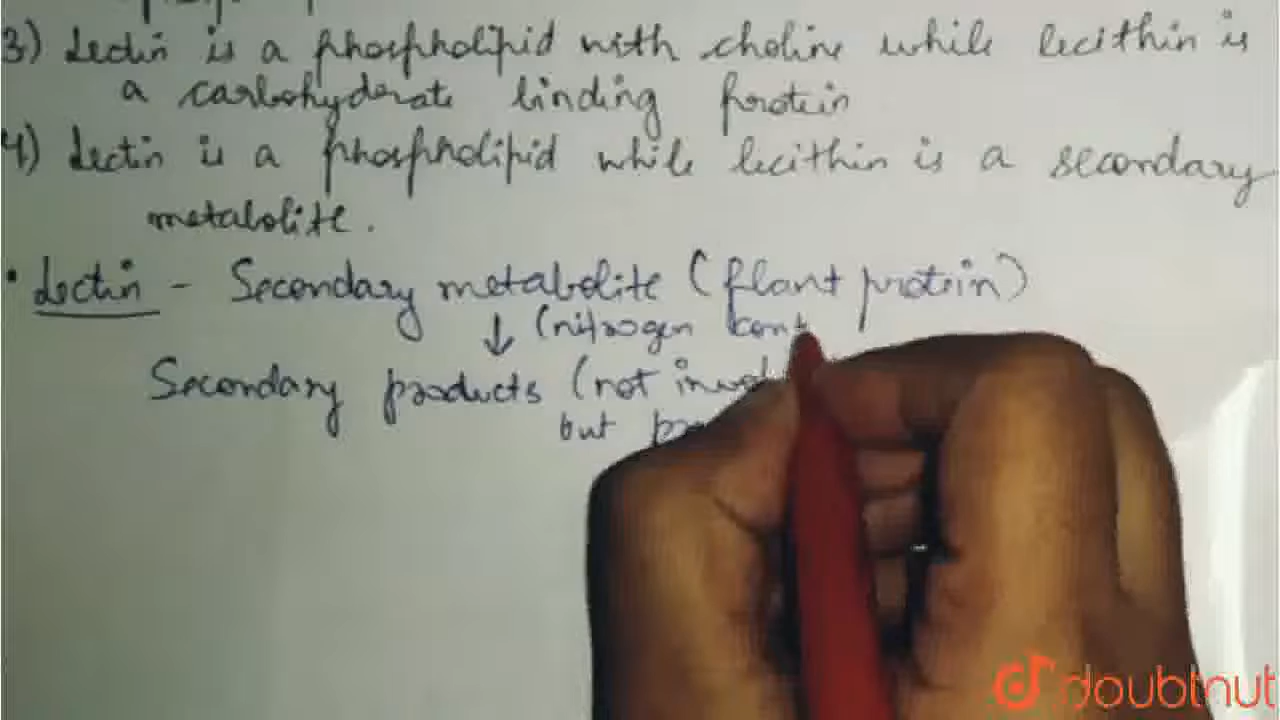 3) Lectin is a phospholipid with choline while lecithin is
a carbohydrate binding protein
4) Lectin is a phospholipid while lecithin is a secondary
metabolite.
• Lectin - Secondary metabolite (plant protein)
↓ (nitrogen cont
Secondary products (not invol
but
doubtnut